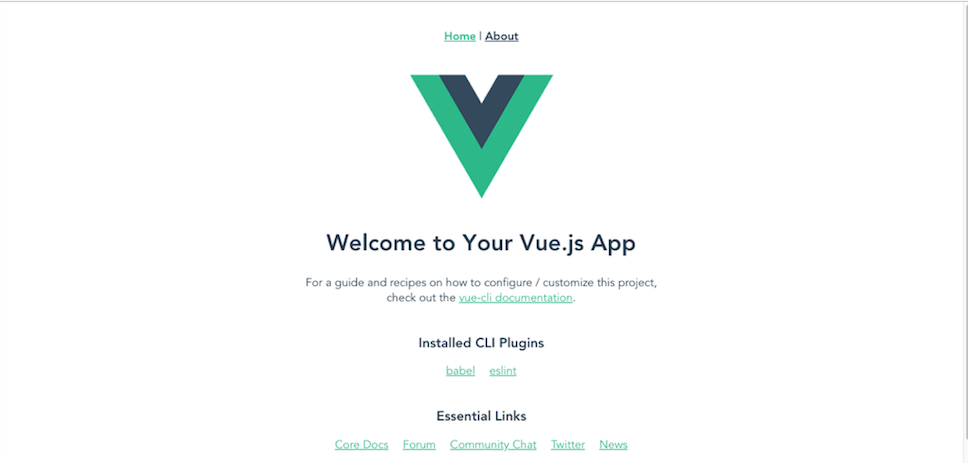 Home | About
Welcome to Your Vue.js App
For a guide and recipes on how to configure / customize this project,
check out the vue-cli documentation.
Installed CLI Plugins
babel eslint
Essential Links
Core Docs Forum Community Chat Twitter News